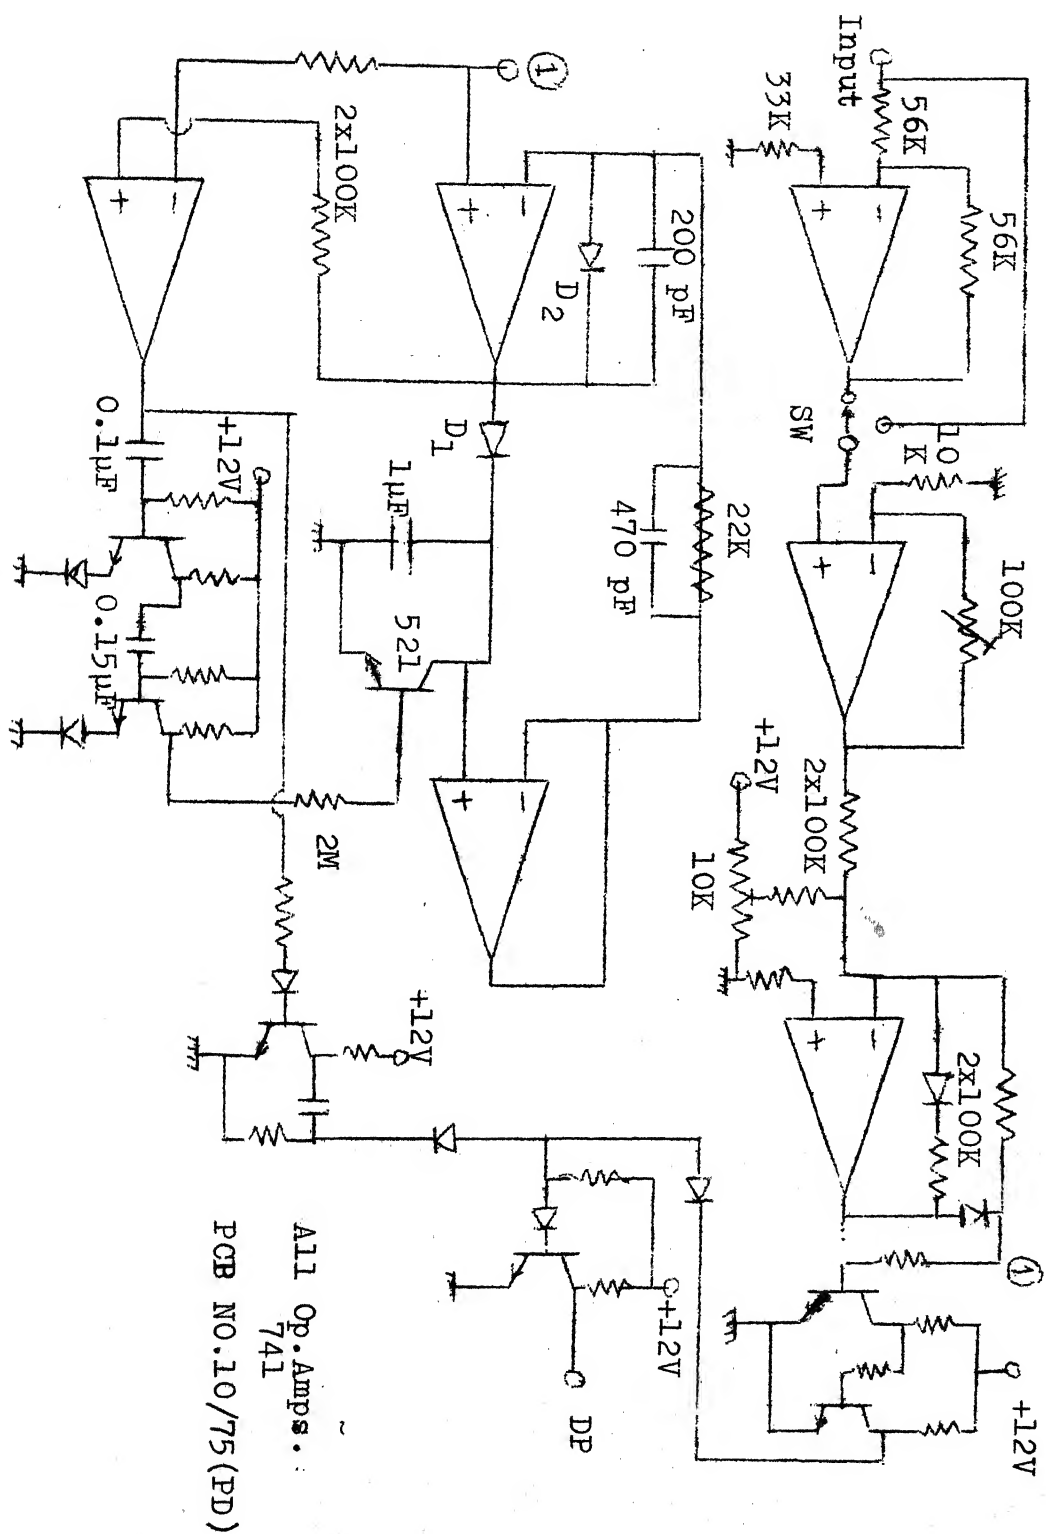 Input
56K
56K
33K
SW
10
K
100K
2x100K
+12V
10K
2x100K
1
+12V
1
2x100K
200 pF
D2
D1
22K
470 pF
1µF
521
+12V
0.1µF
0.15µF
2M
+12V
+12V
DP
All Op.Amps.
741
PCB NO.10/75(PD)